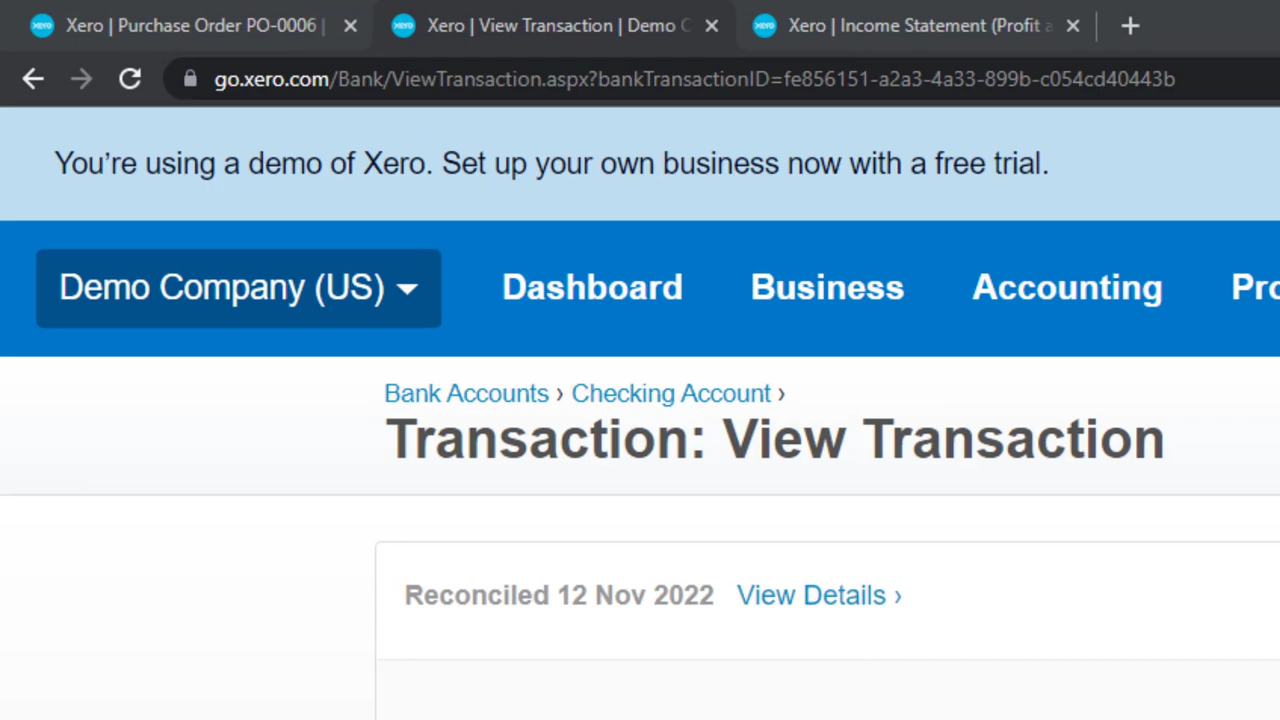 Xero | Purchase Order PO-0006 |
Xero | View Transaction | Demo C
Xero | Income Statement (Profit a
go.xero.com/Bank/ViewTransaction.aspx?bankTransactionID=fe856151-a2a3-4a33-899b-c054cd40443b
You’re using a demo of Xero. Set up your own business now with a free trial.
Demo Company (US) Dashboard Business Accounting Pro
Bank Accounts › Checking Account ›
Transaction: View Transaction
Reconciled 12 Nov 2022 View Details ›